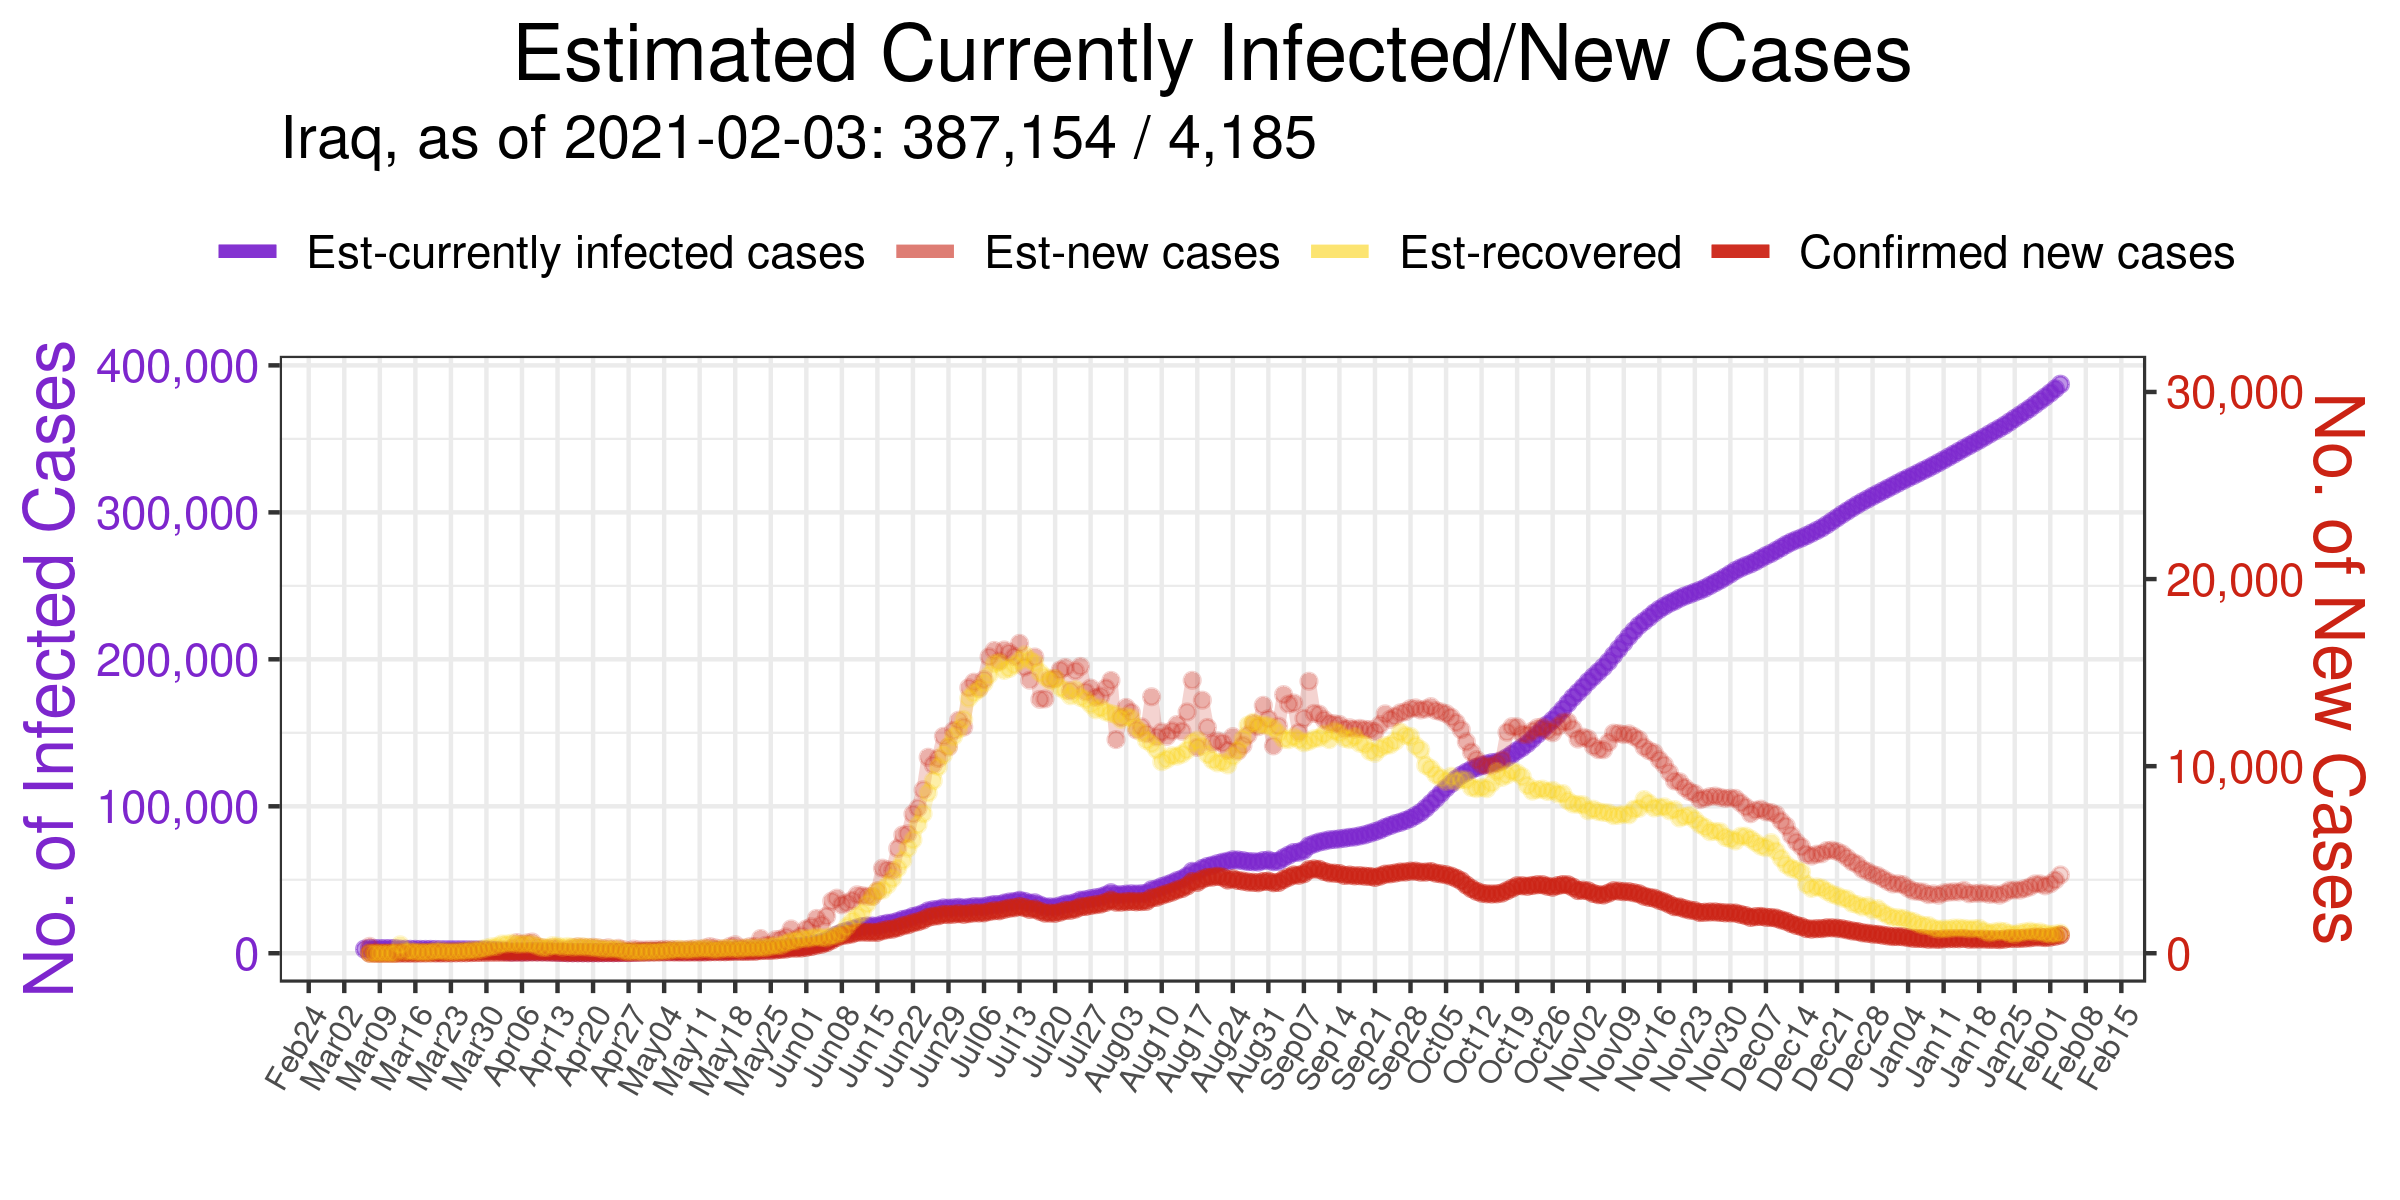 Estimated Currently Infected/New Cases
Iraq, as of 2021-02-03: 387,154 / 4,185
Est-currently infected cases Est-new cases Est-recovered Confirmed new cases
No. of Infected Cases
400,000
300,000
200,000
100,000
0
30,000
20,000
10,000
0
No. of New Cases
Feb24 Mar02 Mar09 Mar16 Mar23 Mar30 Apr06 Apr13 Apr20 Apr27 May04 May11 May18 May25 Jun01 Jun08 Jun15 Jun22 Jun29 Jul06 Jul13 Jul20 Jul27 Aug03 Aug10 Aug17 Aug24 Aug31 Sep07 Sep14 Sep21 Sep28 Oct05 Oct12 Oct19 Oct26 Nov02 Nov09 Nov16 Nov23 Nov30 Dec07 Dec14 Dec21 Dec28 Jan04 Jan11 Jan18 Jan25 Feb01 Feb08 Feb15